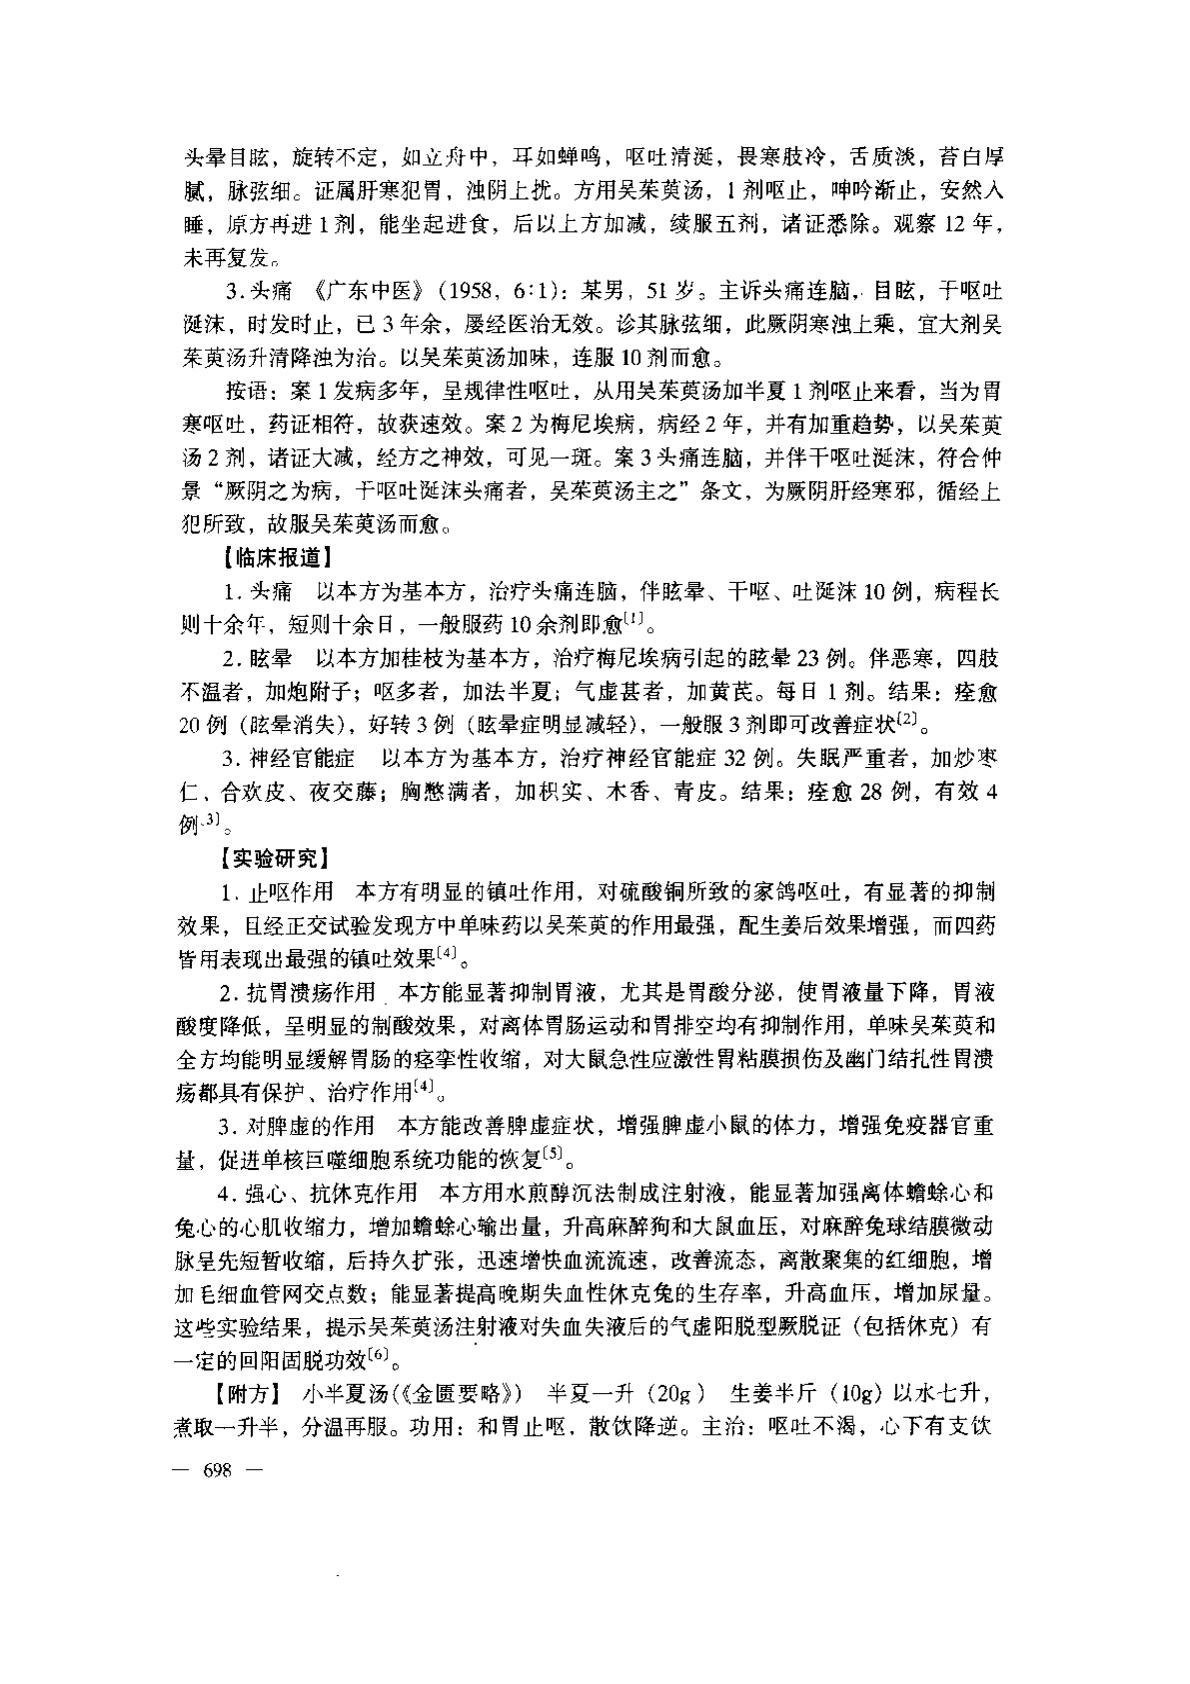 头晕目眩，旋转不定，如立舟中，耳如蝉鸣，呕吐清涎，畏寒肢冷，舌质淡，苔白厚
腻，脉弦细。证属肝寒犯胃，浊阴上扰。方用吴茱萸汤，1剂呕止，呻吟渐止，安然入
睡，原方再进1剂，能坐起进食，后以上方加减，续服五剂，诸证悉除。观察12年，
未再复发。
3.头痛 《广东中医》（1958，6:1）：某男，51岁。主诉头痛连脑，目眩，干呕吐
涎沫，时发时止，已3年余，屡经医治无效。诊其脉弦细，此厥阴寒浊上乘，宜大剂吴
茱萸汤升清降浊为治。以吴茱萸汤加味，连服10剂而愈。
按语：案1发病多年，呈规律性呕吐，从用吴茱萸汤加半夏1剂呕止来看，当为胃
寒呕吐，药证相符，故获速效。案2为梅尼埃病，病经2年，并有加重趋势，以吴茱萸
汤2剂，诸证大减，经方之神效，可见一斑。案3头痛连脑，并伴干呕吐涎沫，符合仲
景“厥阴之为病，干呕吐涎沫头痛者，吴茱萸汤主之”条文，为厥阴肝经寒邪，循经上
犯所致，故服吴茱萸汤而愈。
【临床报道】
1.头痛 以本方为基本方，治疗头痛连脑，伴眩晕、干呕、吐涎沫10例，病程长
则十余年，短则十余日，一般服药10余剂即愈〔1〕。
2.眩晕 以本方加桂枝为基本方，治疗梅尼埃病引起的眩晕23例。伴恶寒，四肢
不温者，加炮附子；呕多者，加法半夏；气虚甚者，加黄芪。每日1剂。结果：痊愈
20例（眩晕消失），好转3例（眩晕症明显减轻），一般服3剂即可改善症状〔2〕。
3.神经官能症 以本方为基本方，治疗神经官能症32例。失眠严重者，加炒枣
仁、合欢皮、夜交藤；胸憋满者，加枳实、木香、青皮。结果：痊愈28例，有效4
例〔3〕。
【实验研究】
1.止呕作用 本方有明显的镇吐作用，对硫酸铜所致的家鸽呕吐，有显著的抑制
效果，且经正交试验发现方中单味药以吴茱萸的作用最强，配生姜后效果增强，而四药
皆用表现出最强的镇吐效果〔4〕。
2.抗胃溃疡作用 本方能显著抑制胃液，尤其是胃酸分泌，使胃液量下降，胃液
酸度降低，呈明显的制酸效果，对离体胃肠运动和胃排空均有抑制作用，单味吴茱萸和
全方均能明显缓解胃肠的痉挛性收缩，对大鼠急性应激性胃粘膜损伤及幽门结扎性胃溃
疡都具有保护、治疗作用〔4〕。
3.对脾虚的作用 本方能改善脾虚症状，增强脾虚小鼠的体力，增强免疫器官重
量，促进单核巨噬细胞系统功能的恢复〔5〕。
4.强心、抗休克作用 本方用水煎醇沉法制成注射液，能显著加强离体蟾蜍心和
兔心的心肌收缩力，增加蟾蜍心输出量，升高麻醉狗和大鼠血压，对麻醉兔球结膜微动
脉呈先短暂收缩，后持久扩张，迅速增快血流流速，改善流态，离散聚集的红细胞，增
加毛细血管网交点数；能显著提高晚期失血性休克兔的生存率，升高血压，增加尿量。
这些实验结果，提示吴茱萸汤注射液对失血失液后的气虚阳脱型厥脱证（包括休克）有
一定的回阳固脱功效〔6〕。
【附方】 小半夏汤（《金匮要略》） 半夏一升（20g） 生姜半斤（10g）以水七升，
煮取一升半，分温再服。功用：和胃止呕，散饮降逆。主治：呕吐不渴，心下有支饮
— 698 —